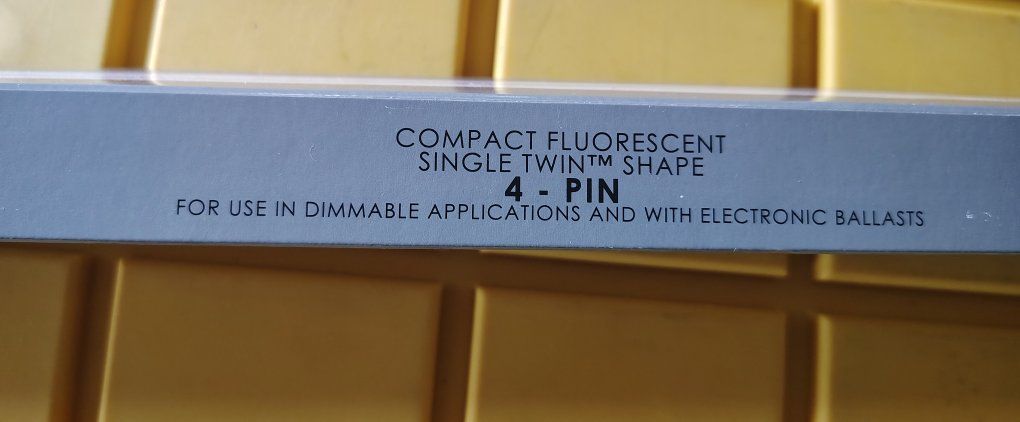 COMPACT FLUORESCENT
SINGLE TWIN™ SHAPE
4 - PIN
FOR USE IN DIMMABLE APPLICATIONS AND WITH ELECTRONIC BALLASTS